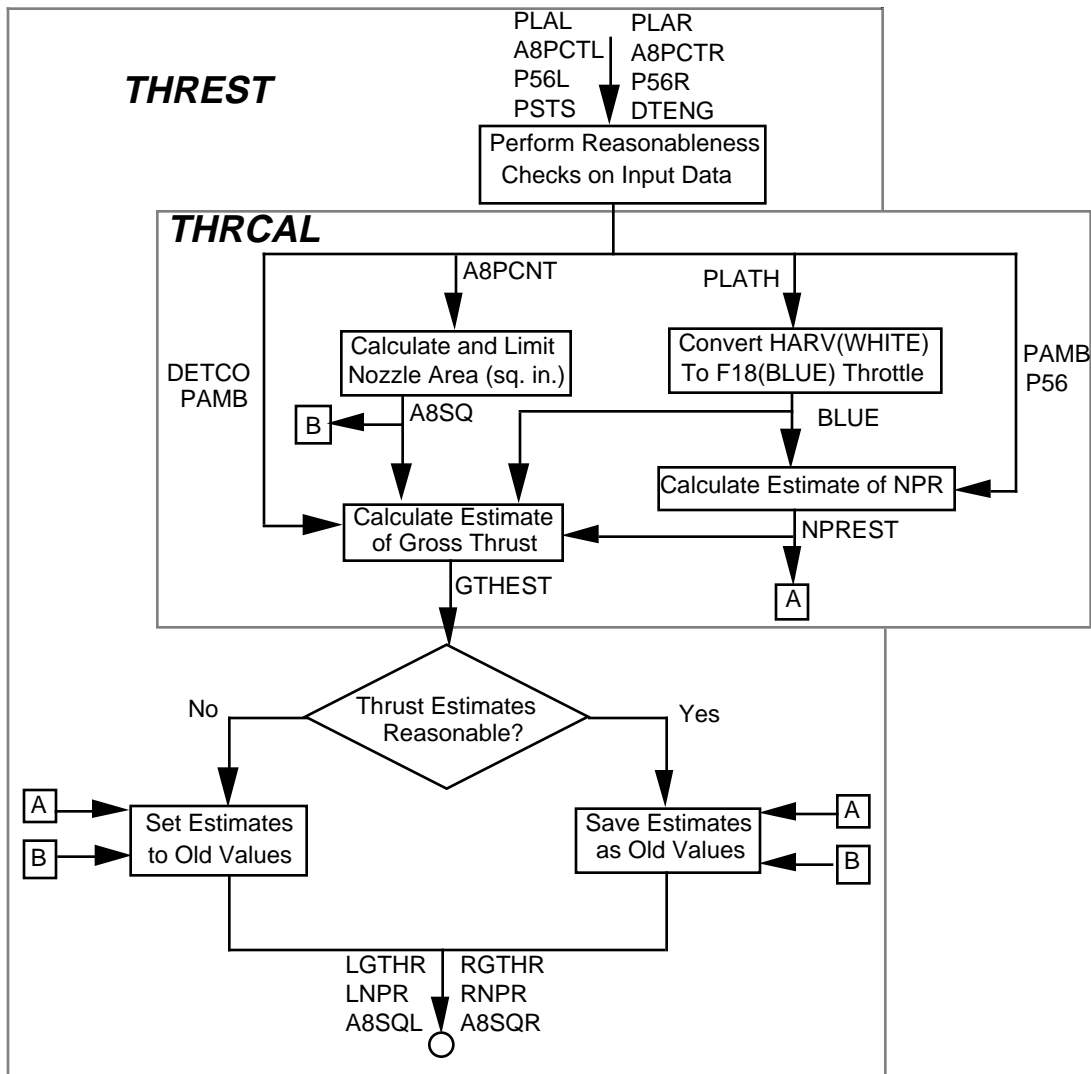 PLAL
A8PCTL
P56L
PSTS
PLAR
A8PCTR
P56R
DTENG
THREST
Perform Reasonableness
Checks on Input Data
THRCAL
A8PCNT
PLATH
DETCO
PAMB
Calculate and Limit
Nozzle Area (sq. in.)
Convert HARV(WHITE)
To F18(BLUE) Throttle
PAMB
P56
B
A8SQ
BLUE
Calculate Estimate of NPR
Calculate Estimate
of Gross Thrust
NPREST
GTHEST
A
Thrust Estimates
Reasonable?
No
Yes
A
B
Set Estimates
to Old Values
Save Estimates
as Old Values
A
B
LGTHR
LNPR
A8SQL
RGTHR
RNPR
A8SQR